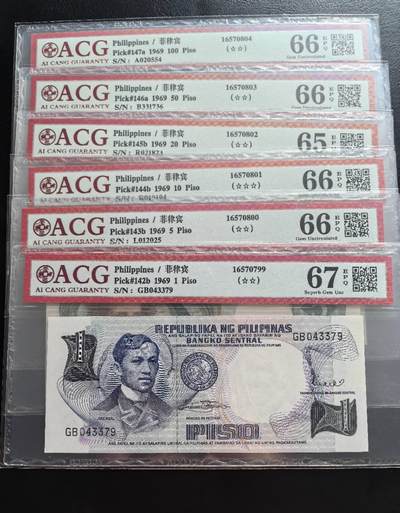 ACG
AI CANG GUARANTY
Philippines / 菲律宾 16570804
Pick#147a 1969 100 Piso (☆☆)
S/N: A020554
66 EPQ
Gem Uncirculated
ACG
AI CANG GUARANTY
Philippines / 菲律宾 16570803
Pick#146a 1969 50 Piso (☆☆)
S/N: B331736
66 EPQ
ACG
AI CANG GUARANTY
Philippines / 菲律宾 16570802
Pick#145b 1969 20 Piso (☆☆)
S/N:
65 EPQ
ACG
AI CANG GUARANTY
Philippines / 菲律宾 16570801
Pick#144b 1969 10 Piso (☆☆☆)
S/N:
66 EPQ
ACG
AI CANG GUARANTY
Philippines / 菲律宾 16570800
Pick#143b 1969 5 Piso (☆☆☆)
S/N: L012025
66 EPQ
Gem Uncirculated
ACG
AI CANG GUARANTY
Philippines / 菲律宾 16570799
Pick#142b 1969 1 Piso (☆☆)
S/N: GB043379
67 EPQ
Superb Gem Unc
REPUBLIKA NG PILIPINAS
BANGKO SENTRAL
GB043379
1
GB043379
PISO
1